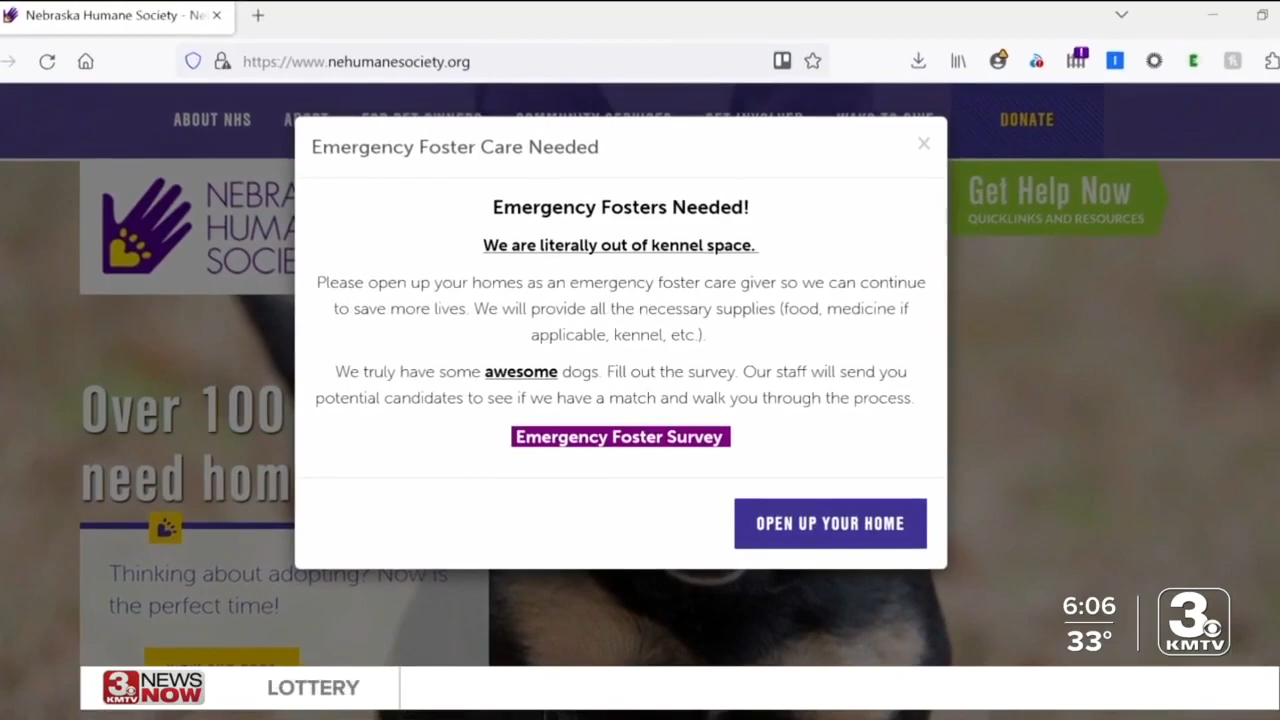 Nebraska Humane Society - Ne
https://www.nehumanesociety.org
ABOUT NHS
DONATE
Emergency Foster Care Needed
Emergency Fosters Needed!
We are literally out of kennel space.
Please open up your homes as an emergency foster care giver so we can continue
to save more lives. We will provide all the necessary supplies (food, medicine if
applicable, kennel, etc.).
We truly have some awesome dogs. Fill out the survey. Our staff will send you
potential candidates to see if we have a match and walk you through the process.
Emergency Foster Survey
OPEN UP YOUR HOME
NEBRA
HUMA
SOCIE
Get Help Now
QUICKLINKS AND RESOURCES
Over 100
need hom
Thinking about adopting? Now is
the perfect time!
6:06
33°
3
KMTV
3 NEWS
KMTV NOW
LOTTERY